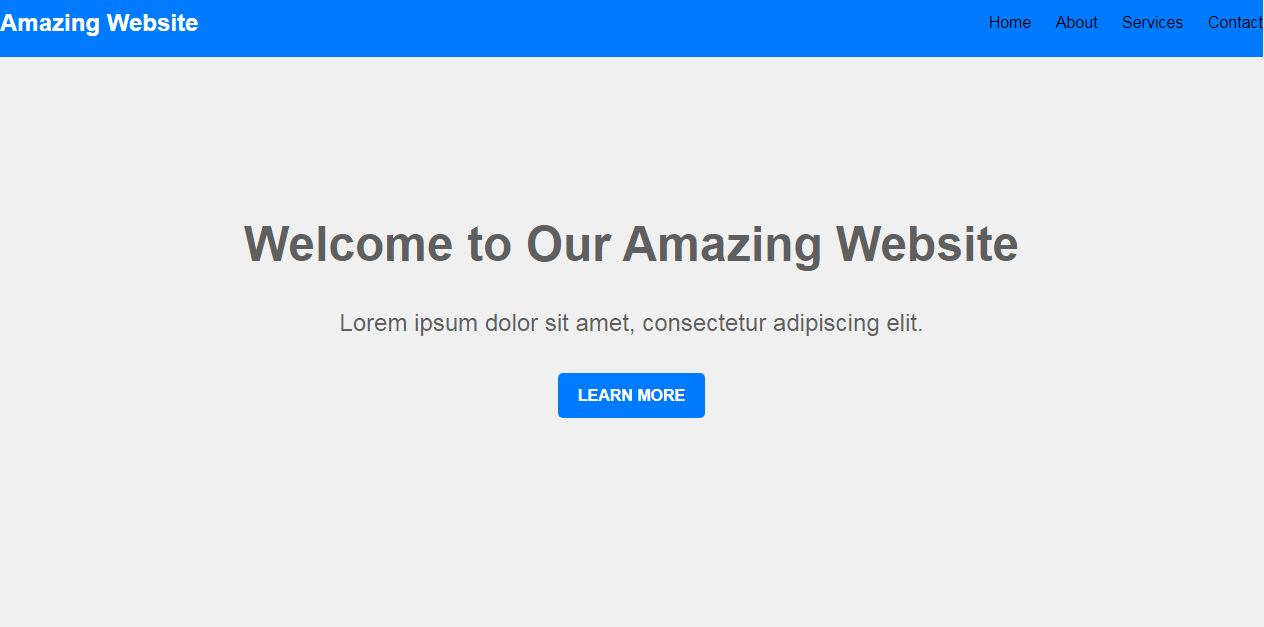 Amazing Website
Home About Services Contact
Welcome to Our Amazing Website
Lorem ipsum dolor sit amet, consectetur adipiscing elit.
LEARN MORE